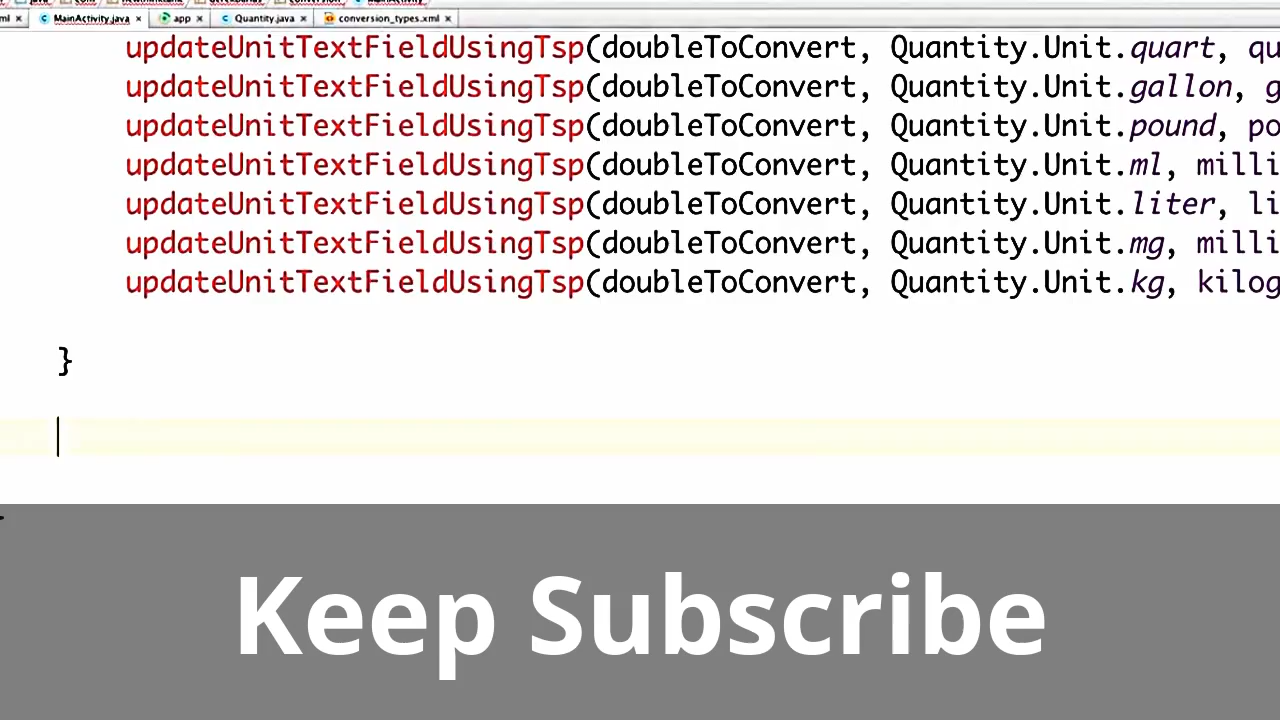 ml MainActivity.java app Quantity.java conversion_types.xml
updateUnitTextFieldUsingTsp(doubleToConvert, Quantity.Unit.quart, qu
updateUnitTextFieldUsingTsp(doubleToConvert, Quantity.Unit.gallon, g
updateUnitTextFieldUsingTsp(doubleToConvert, Quantity.Unit.pound, po
updateUnitTextFieldUsingTsp(doubleToConvert, Quantity.Unit.ml, milli
updateUnitTextFieldUsingTsp(doubleToConvert, Quantity.Unit.liter, li
updateUnitTextFieldUsingTsp(doubleToConvert, Quantity.Unit.mg, milli
updateUnitTextFieldUsingTsp(doubleToConvert, Quantity.Unit.kg, kilog
}
Keep Subscribe